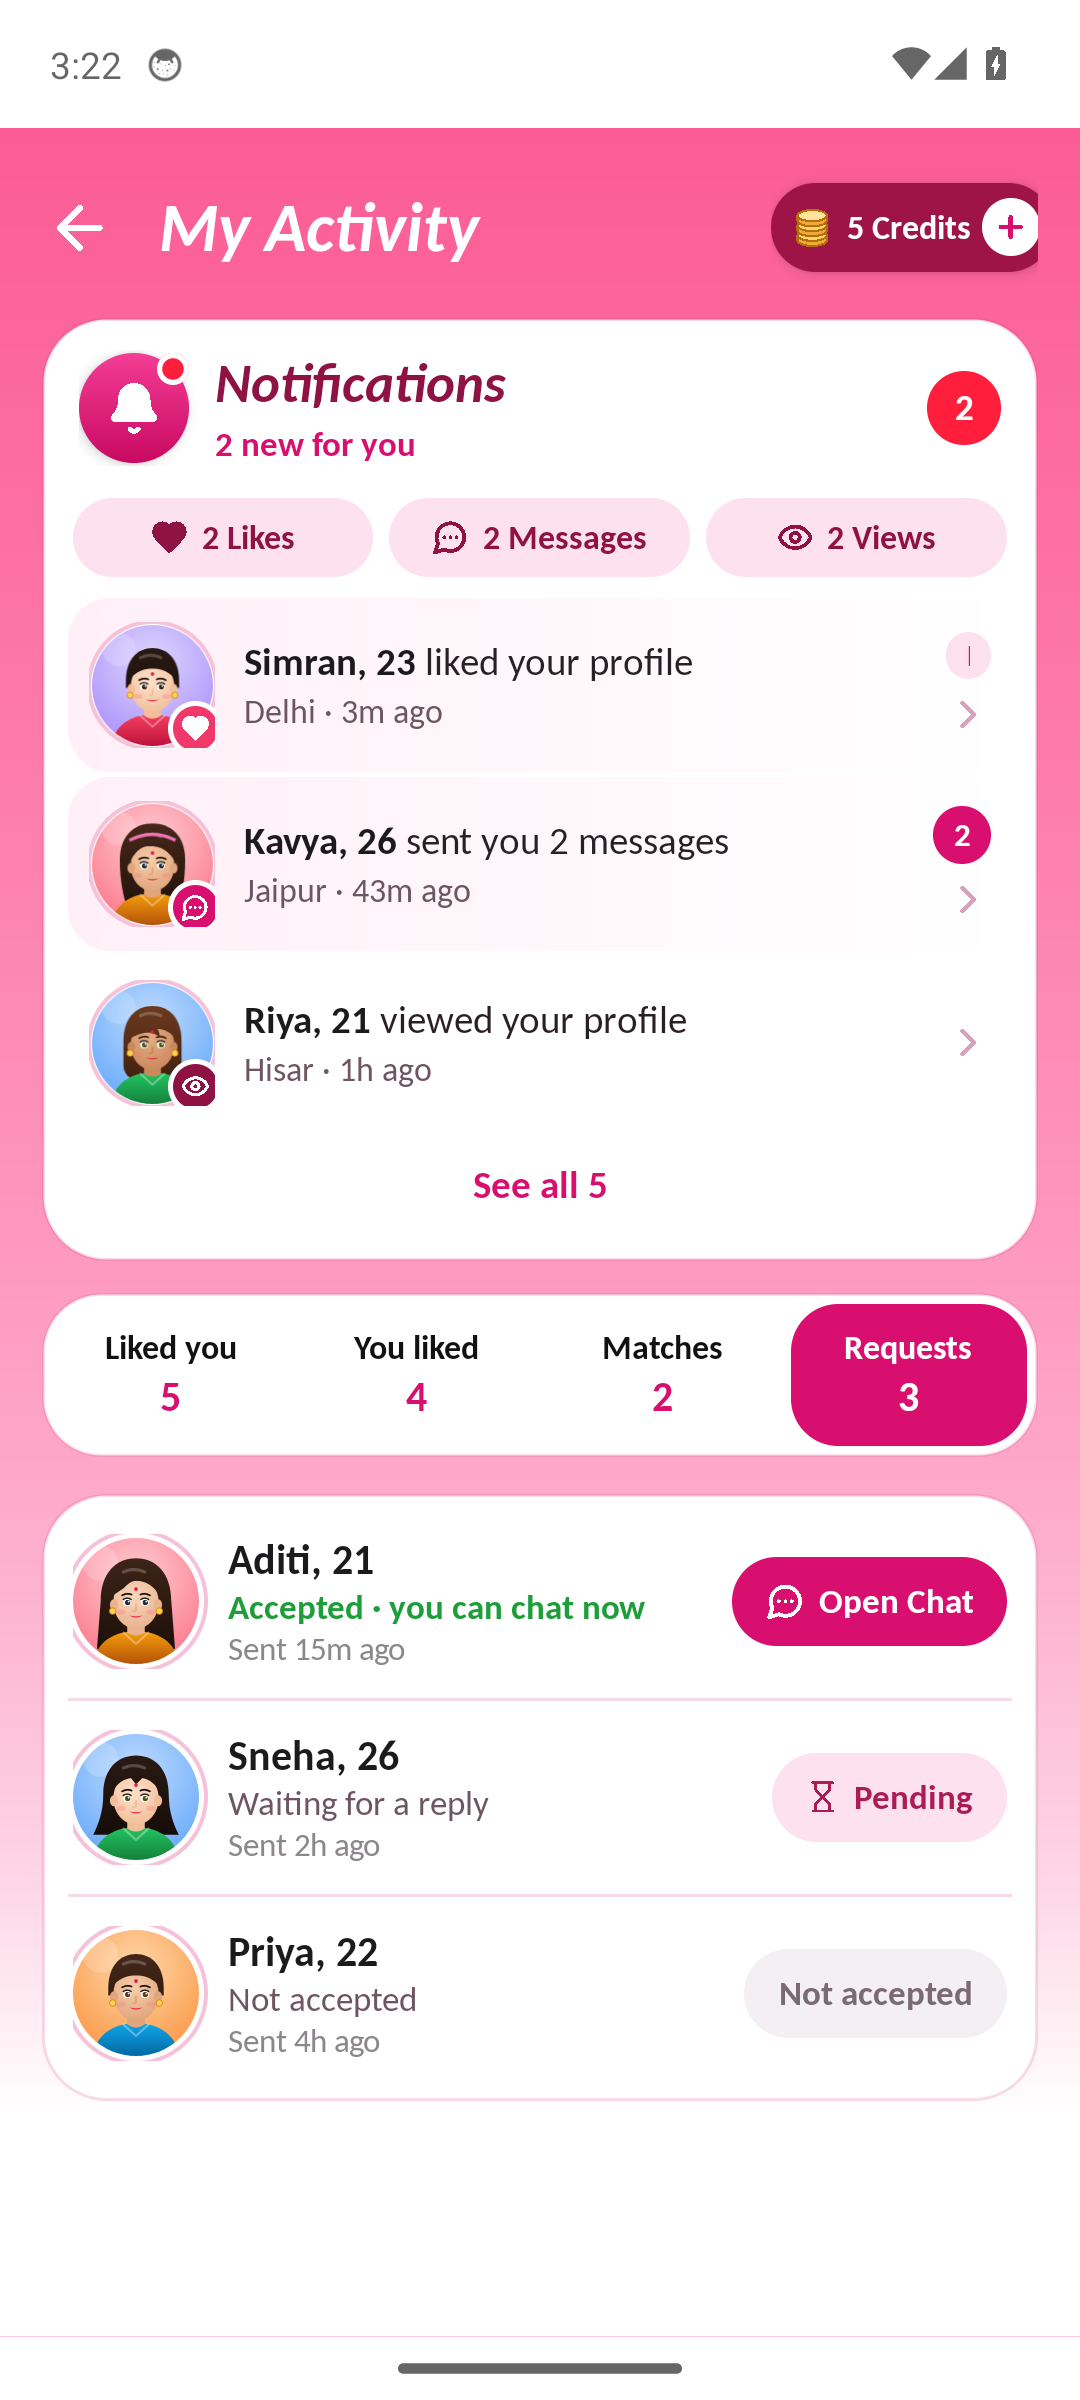 3:22
My Activity
5 Credits
Notifications
2 new for you
2
2 Likes
2 Messages
2 Views
Simran, 23 liked your profile
Delhi · 3m ago
Kavya, 26 sent you 2 messages
Jaipur · 43m ago
2
Riya, 21 viewed your profile
Hisar · 1h ago
See all 5
Liked you
5
You liked
4
Matches
2
Requests
3
Aditi, 21
Accepted · you can chat now
Sent 15m ago
Open Chat
Sneha, 26
Waiting for a reply
Sent 2h ago
Pending
Priya, 22
Not accepted
Sent 4h ago
Not accepted